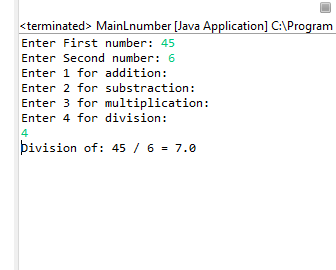 <terminated> MainLnumber [Java Application] C:\Program
Enter First number: 45
Enter Second number: 6
Enter 1 for addition:
Enter 2 for substraction:
Enter 3 for multiplication:
Enter 4 for division:
4
Division of: 45 / 6 = 7.0